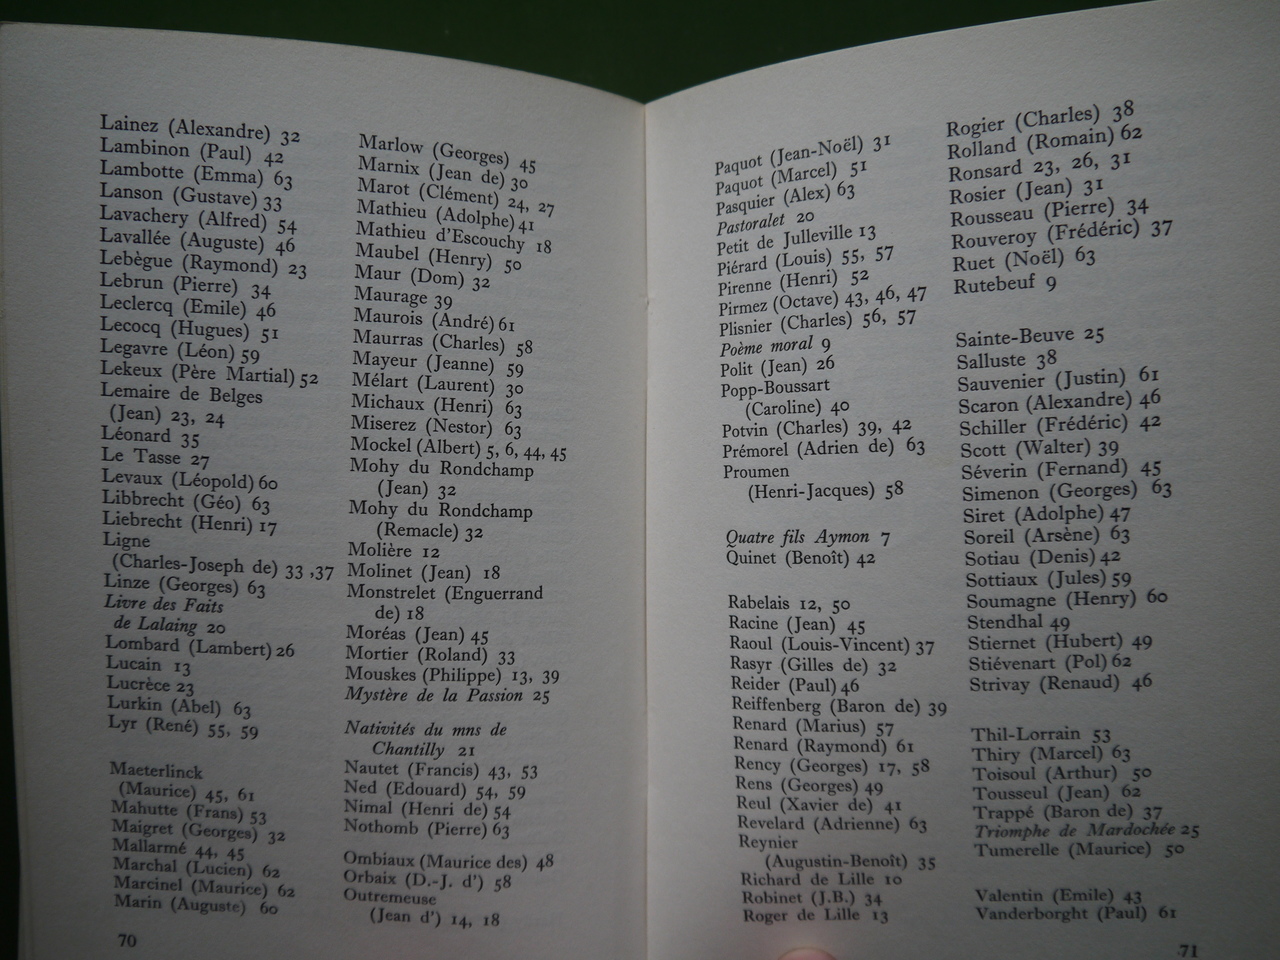 Lainez (Alexandre) 32
Lambinon (Paul) 42
Lambotte (Emma) 63
Lanson (Gustave) 33
Lavachery (Alfred) 54
Lavallée (Auguste) 46
Lebègue (Raymond) 23
Lebrun (Pierre) 34
Leclercq (Emile) 46
Lecocq (Hugues) 51
Legavre (Léon) 59
Lekeux (Père Martial) 52
Lemaire de Belges
(Jean) 23, 24
Léonard 35
Le Tasse 27
Levaux (Léopold) 60
Libbrecht (Géo) 63
Liebrecht (Henri) 17
Ligne
(Charles-Joseph de) 33 ,37
Linze (Georges) 63
Livre des Faits
de Lalaing 20
Lombard (Lambert) 26
Lucain 13
Lucrèce 23
Lurkin (Abel) 63
Lyr (René) 55, 59
Maeterlinck
(Maurice) 45, 61
Mahutte (Frans) 53
Maigret (Georges) 32
Mallarmé 44, 45
Marchal (Lucien) 62
Marcinel (Maurice) 62
Marin (Auguste) 60
70
Marlow (Georges) 45
Marnix (Jean de) 30
Marot (Clément) 24, 27
Mathieu (Adolphe) 41
Mathieu d'Escouchy 18
Maubel (Henry) 50
Maur (Dom) 32
Maurage 39
Maurois (André) 61
Maurras (Charles) 58
Mayeur (Jeanne) 59
Mélart (Laurent) 30
Michaux (Henri) 63
Miserez (Nestor) 63
Mockel (Albert) 5, 6, 44, 45
Mohy du Rondchamp
(Jean) 32
Mohy du Rondchamp
(Remacle) 32
Molière 12
Molinet (Jean) 18
Monstrelet (Enguerrand
de) 18
Moréas (Jean) 45
Mortier (Roland) 33
Mouskes (Philippe) 13, 39
Mystère de la Passion 25
Nativités du mns de
Chantilly 21
Nautet (Francis) 43, 53
Ned (Edouard) 54, 59
Nimal (Henri de) 54
Nothomb (Pierre) 63
Ombiaux (Maurice des) 48
Orbaix (D.-J. d') 58
Outremeuse
(Jean d') 14, 18
Paquot (Jean-Noël) 31
Paquot (Marcel) 51
Pasquier (Alex) 63
Pastoralet 20
Petit de Julleville 13
Piérard (Louis) 55, 57
Pirenne (Henri) 52
Pirmez (Octave) 43, 46, 47
Plisnier (Charles) 56, 57
Poème moral 9
Polit (Jean) 26
Popp-Boussart
(Caroline) 40
Potvin (Charles) 39, 42
Prémorel (Adrien de) 63
Proumen
(Henri-Jacques) 58
Quatre fils Aymon 7
Quinet (Benoît) 42
Rabelais 12, 50
Racine (Jean) 45
Raoul (Louis-Vincent) 37
Rasyr (Gilles de) 32
Reider (Paul) 46
Reiffenberg (Baron de) 39
Renard (Marius) 57
Renard (Raymond) 61
Rency (Georges) 17, 58
Rens (Georges) 49
Reul (Xavier de) 41
Revelard (Adrienne) 63
Reynier
(Augustin-Benoît) 35
Richard de Lille 10
Robinet (J.B.) 34
Roger de Lille 13
Rogier (Charles) 38
Rolland (Romain) 62
Ronsard 23, 26, 31
Rosier (Jean) 31
Rousseau (Pierre) 34
Rouveroy (Frédéric) 37
Ruet (Noël) 63
Rutebeuf 9
Sainte-Beuve 25
Salluste 38
Sauvenier (Justin) 61
Scaron (Alexandre) 46
Schiller (Frédéric) 42
Scott (Walter) 39
Séverin (Fernand) 45
Simenon (Georges) 63
Siret (Adolphe) 47
Soreil (Arsène) 63
Sotiau (Denis) 42
Sottiaux (Jules) 59
Soumagne (Henry) 60
Stendhal 49
Stiernet (Hubert) 49
Stiévenart (Pol) 62
Strivay (Renaud) 46
Thil-Lorrain 53
Thiry (Marcel) 63
Toisoul (Arthur) 50
Tousseul (Jean) 62
Trappé (Baron de) 37
Triomphe de Mardochée 25
Tumerelle (Maurice) 50
Valentin (Emile) 43
Vanderborght (Paul) 61
71